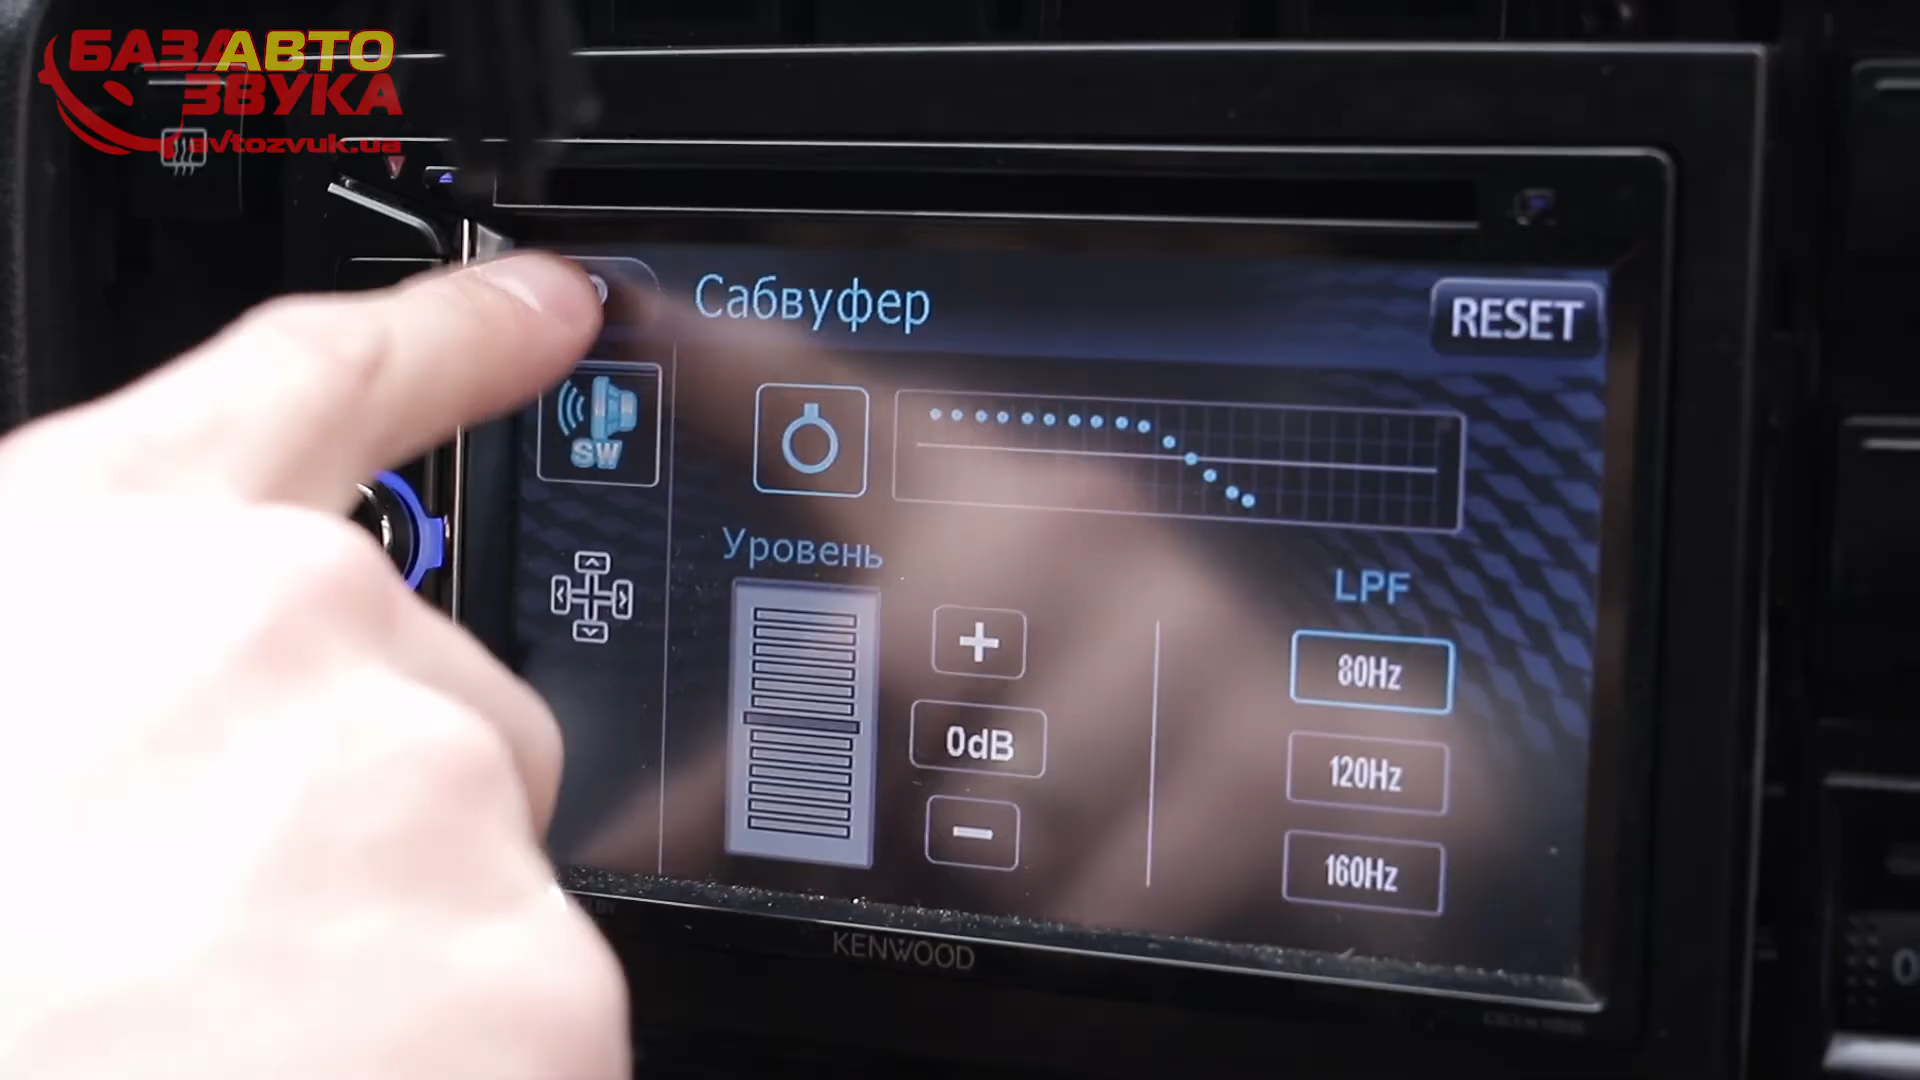 БАЗА АВТО
ЗВУКА
avtozvuk.ua
Сабвуфер
RESET
SW
Уровень
LPF
80Hz
0dB
120Hz
160Hz
KENWOOD